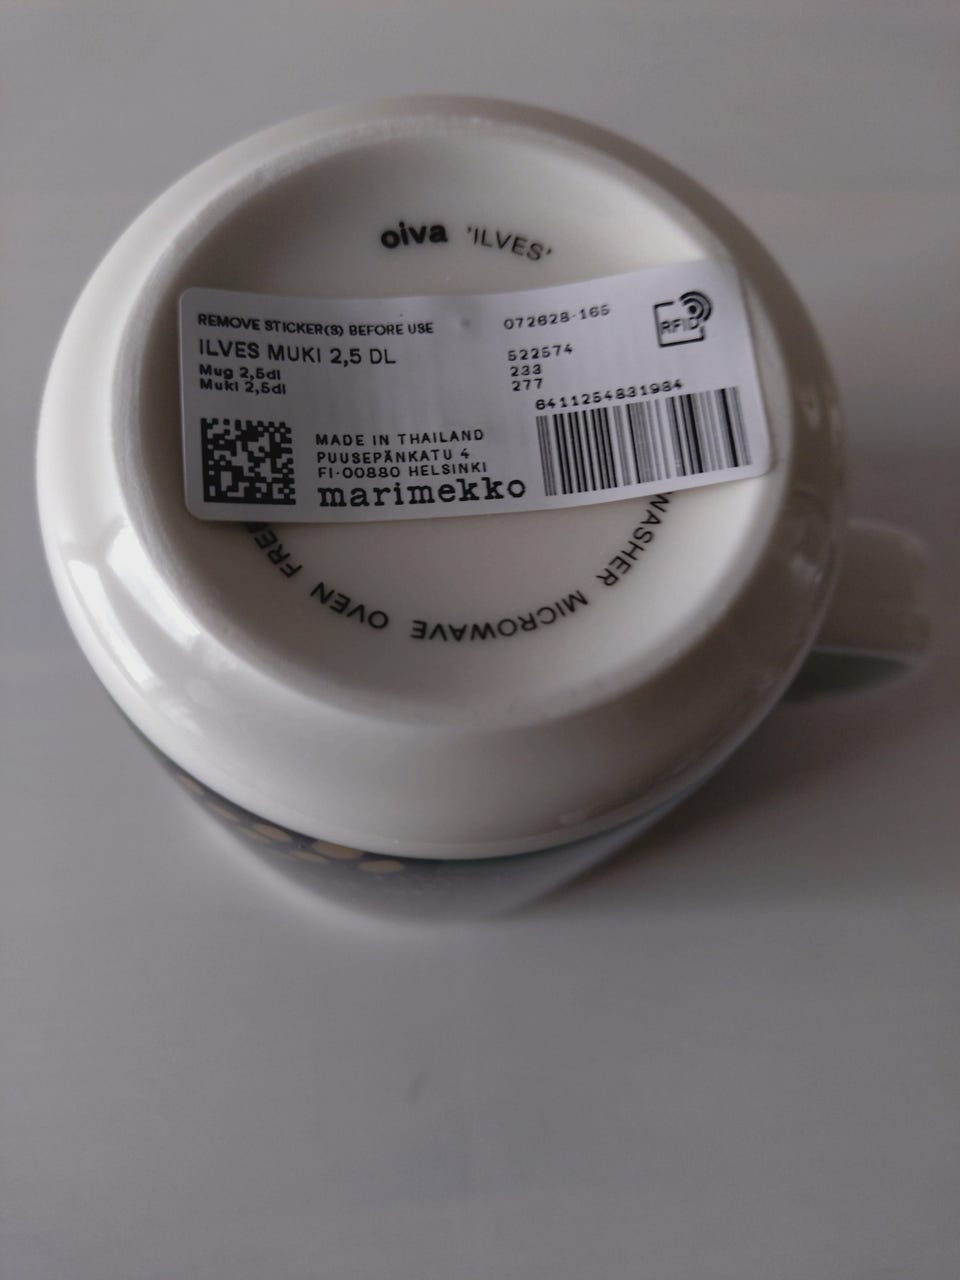 oiva 'ILVES'
REMOVE STICKER(S) BEFORE USE
072628-165
ILVES MUKI 2,5 DL
522574
Mug 2,5dl
233
Muki 2,5dl
277
6411254831984
RFID
MADE IN THAILAND
PUUSEPÄNKATU 4
FI-00880 HELSINKI
marimekko
WASHER MICROWAVE OVEN FREE